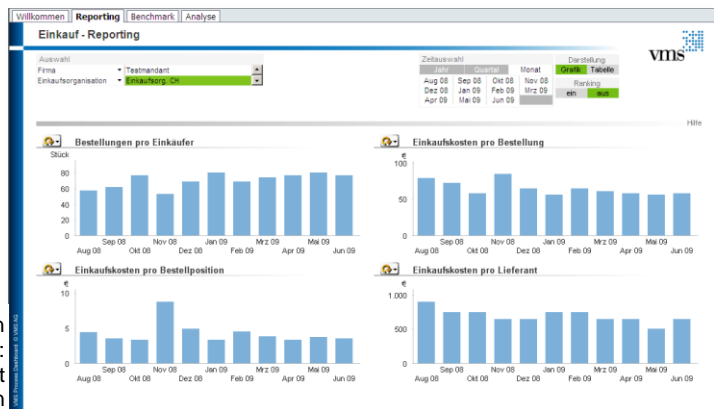 Willkommen Reporting Benchmark Analyse
Einkauf - Reporting
vms
Auswahl
Firma Testmandant
Einkaufsorganisation Einkaufsorg. CH
Zeitauswahl
Jahr Quartal Monat
Aug 08 Sep 08 Okt 08 Nov 08
Dez 08 Jan 09 Feb 09 Mrz 09
Apr 09 Mai 09 Jun 09
Darstellung
Grafik Tabelle
Ranking
ein aus
Hilfe
Bestellungen pro Einkäufer
Stück
80
60
40
20
0
Sep 08 Nov 08 Jan 09 Mrz 09 Mai 09
Aug 08 Okt 08 Dez 08 Feb 09 Apr 09 Jun 09
Einkaufskosten pro Bestellung
€
100
50
0
Sep 08 Nov 08 Jan 09 Mrz 09 Mai 09
Aug 08 Okt 08 Dez 08 Feb 09 Apr 09 Jun 09
Einkaufskosten pro Bestellposition
€
10
5
0
Sep 08 Nov 08 Jan 09 Mrz 09 Mai 09
Aug 08 Okt 08 Dez 08 Feb 09 Apr 09 Jun 09
Einkaufskosten pro Lieferant
€
1.000
500
0
Sep 08 Nov 08 Jan 09 Mrz 09 Mai 09
Aug 08 Okt 08 Dez 08 Feb 09 Apr 09 Jun 09
VMS Process Dashboard © VMS AG